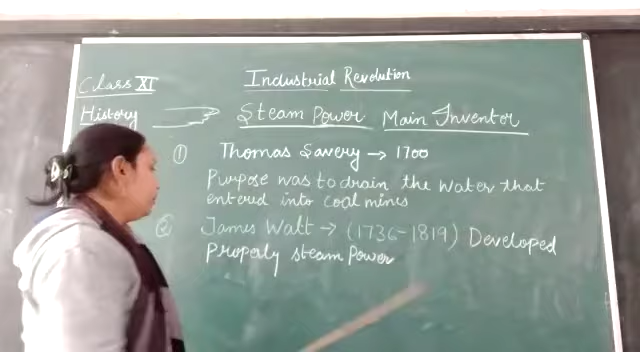 Class XI
Industrial Revolution
History
Steam Power Main Inventor
① Thomas Savery → 1700
Purpose was to drain the water that
entered into coal mines
② James Watt → (1736-1819) Developed
Properly steam Power